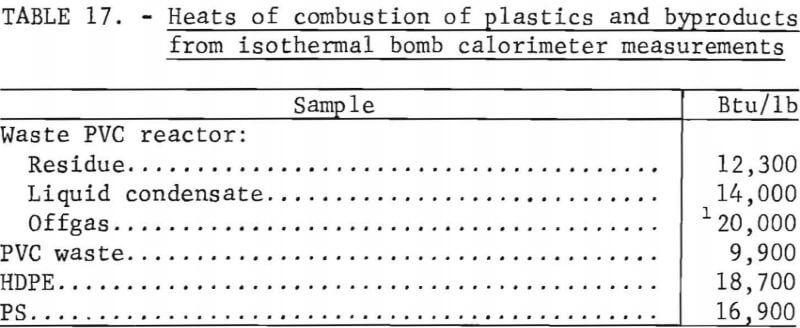 TABLE 17. - Heats of combustion of plastics and byproducts
from isothermal bomb calorimeter measurements
Sample Btu/lb
Waste PVC reactor:
Residue........................................ 12,300
Liquid condensate.............................. 14,000
Offgas......................................... ¹20,000
PVC waste........................................ 9,900
HDPE............................................. 18,700
PS............................................... 16,900